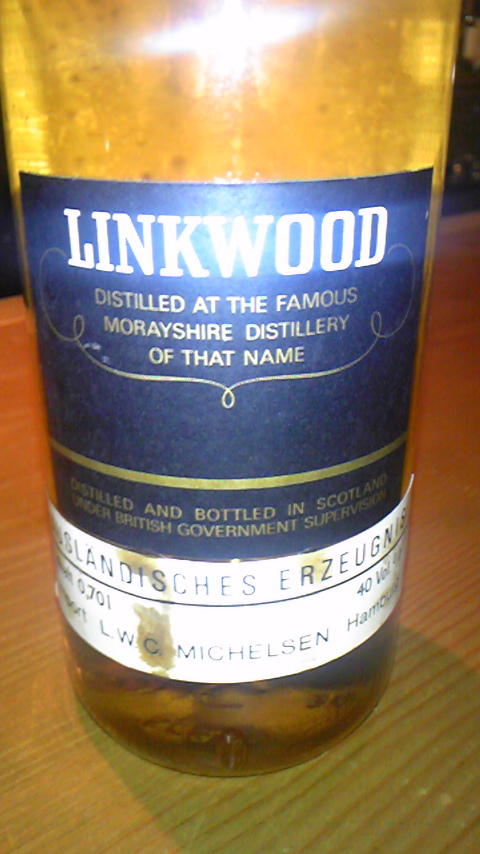 LINKWOOD
DISTILLED AT THE FAMOUS
MORAYSHIRE DISTILLERY
OF THAT NAME
DISTILLED AND BOTTLED IN SCOTLAND
UNDER BRITISH GOVERNMENT SUPERVISION
SLÄNDISCHES ERZEUGNIS
0,70l 40 Vol.
L.W.C. MICHELSEN Hamburg